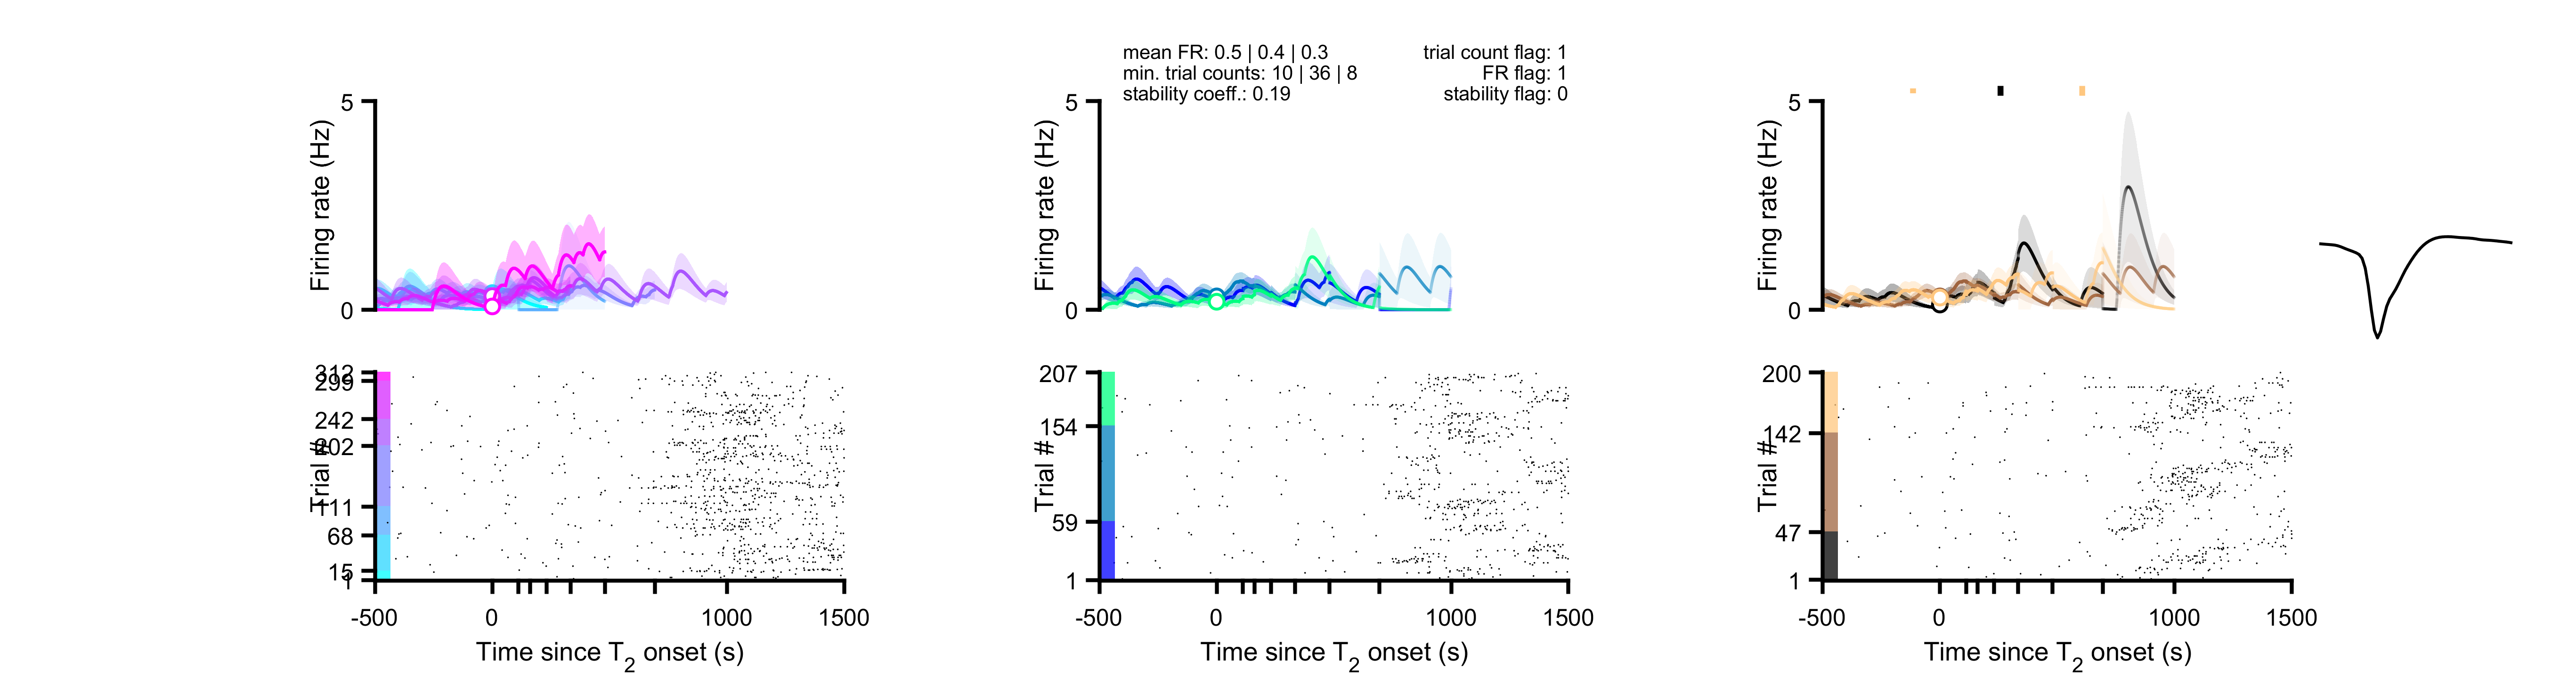 mean FR: 0.5 | 0.4 | 0.3
min. trial counts: 10 | 36 | 8
stability coeff.: 0.19
trial count flag: 1
FR flag: 1
stability flag: 0
5
0
Firing rate (Hz)
5
0
Firing rate (Hz)
5
0
Firing rate (Hz)
312
299
242
202
111
68
15
1
Trial #
-500
0
1000
1500
Time since T2 onset (s)
207
154
59
1
Trial #
-500
0
1000
1500
Time since T2 onset (s)
200
142
47
1
Trial #
-500
0
1000
1500
Time since T2 onset (s)